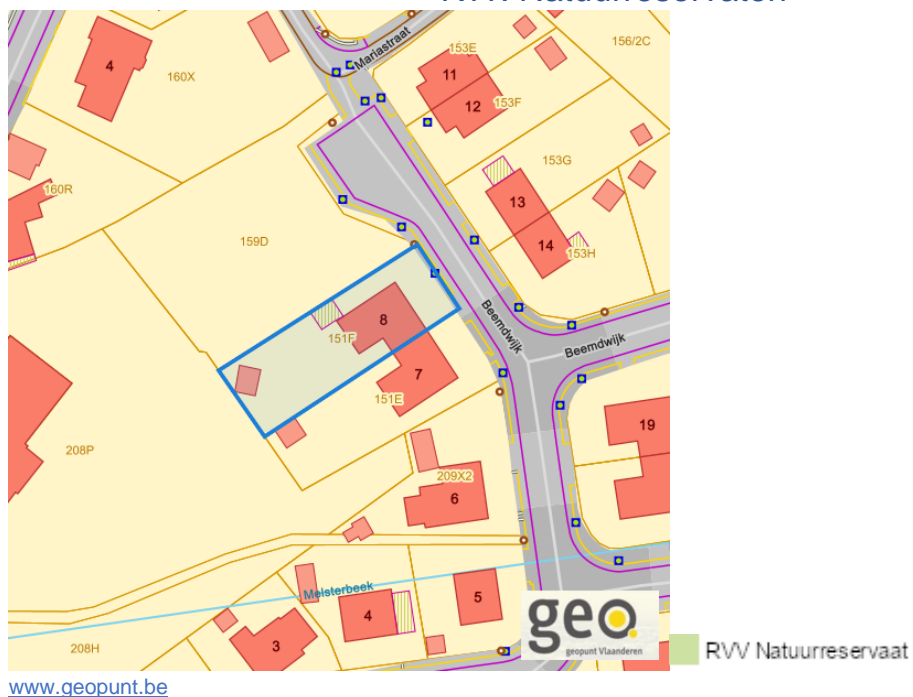 RVV Natuurreservaten
Mariastraat
153E
156/2C
4
160X
11
12
153F
153G
160R
13
14
153H
159D
8
151F
Beemdwijk
Beemdwijk
7
151E
19
208P
209X2
6
Meisterbeek
4
5
3
208H
geo.
geopunt Vlaanderen
RVV Natuurreservaat
www.geopunt.be